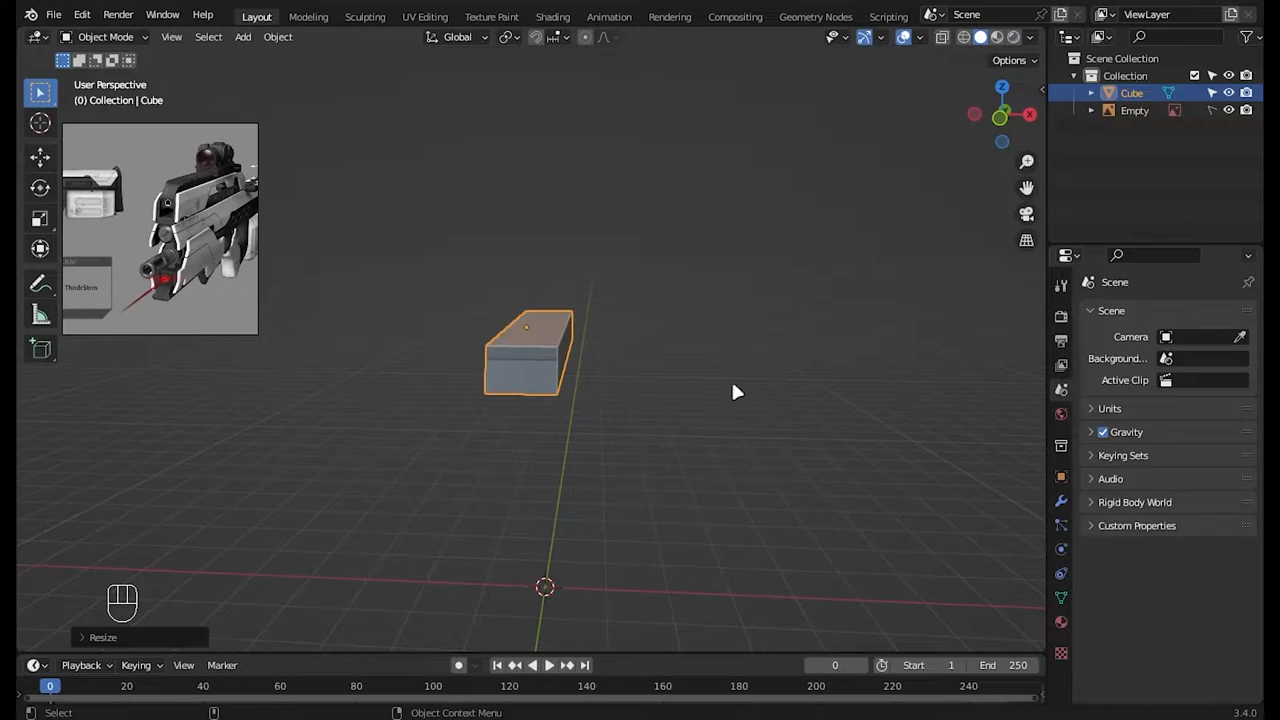 File Edit Render Window Help Layout Modeling Sculpting UV Editing Texture Paint Shading Animation Rendering Compositing Geometry Nodes Scripting Scene ViewLayer
Object Mode View Select Add Object Global
Options
User Perspective
(0) Collection | Cube
ThndrStrm
Z
X
Resize
Scene Collection
Collection
Cube
Empty
Scene
Scene
Camera
Background...
Active Clip
Units
Gravity
Keying Sets
Audio
Rigid Body World
Custom Properties
Playback Keying View Marker 0 Start 1 End 250
0 20 40 60 80 100 120 140 160 180 200 220 240
Select Object Context Menu 3.4.0